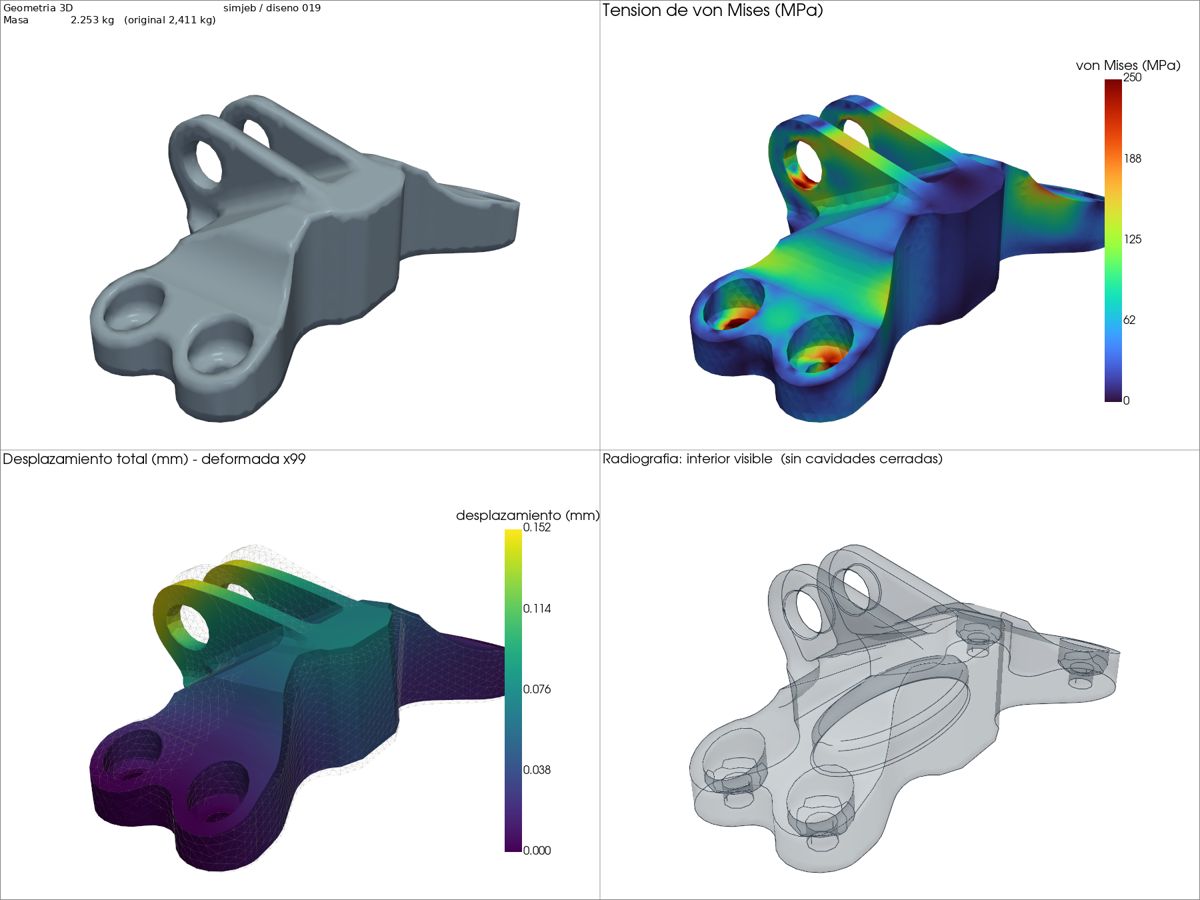 Geometria 3D simjeb / diseno 019
Masa 2.253 kg (original 2,411 kg)
Tension de von Mises (MPa)
von Mises (MPa)
250
188
125
62
0
Desplazamiento total (mm) - deformada x99
desplazamiento (mm)
0.152
0.114
0.076
0.038
0.000
Radiografia: interior visible (sin cavidades cerradas)